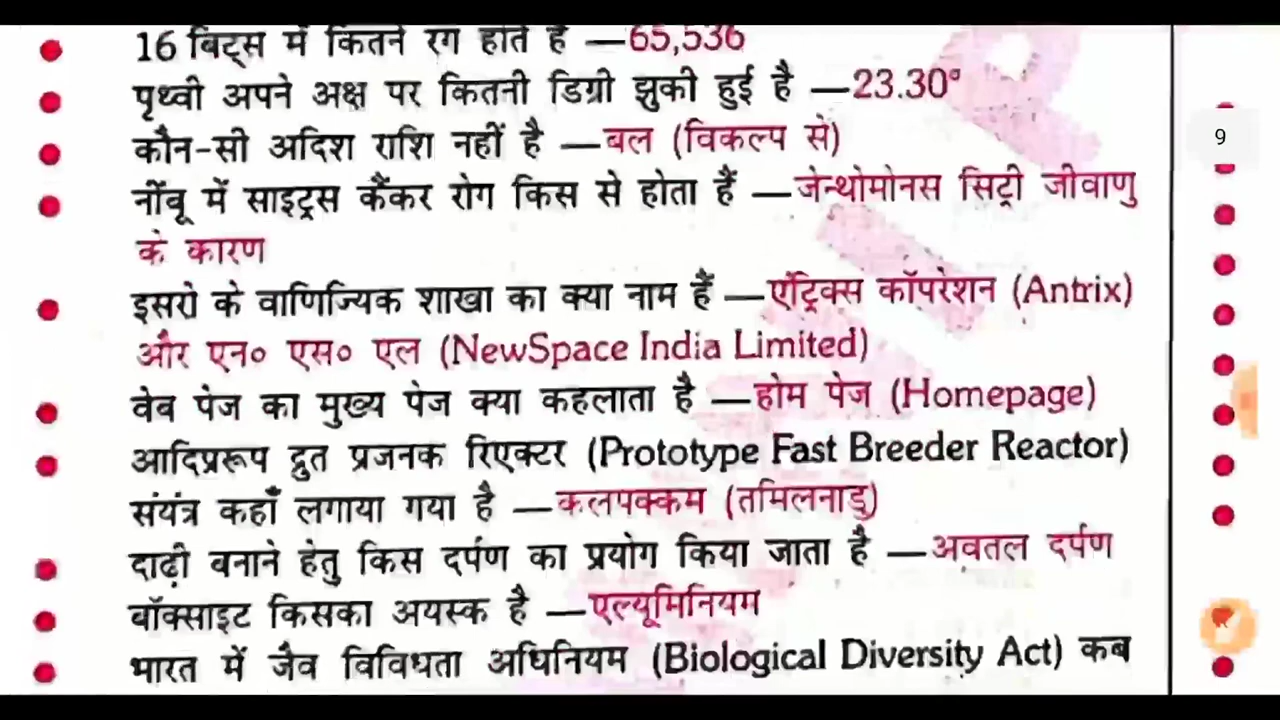 16 बिट्स में कितने रंग होते है —65,536
पृथ्वी अपने अक्ष पर कितनी डिग्री झुकी हुई है —23.30°
कौन-सी अदिश राशि नहीं है —बल (विकल्प से)
नींबू में साइट्रस कैंकर रोग किस से होता हैं —जेन्थोमोनस सिट्री जीवाणु
के कारण
इसरो के वाणिज्यिक शाखा का क्या नाम हैं —एंट्रिक्स कॉपरेशन (Antrix)
और एन० एस० एल (NewSpace India Limited)
वेब पेज का मुख्य पेज क्या कहलाता है —होम पेज (Homepage)
आदिप्ररूप द्रुत प्रजनक रिएक्टर (Prototype Fast Breeder Reactor)
संयंत्र कहाँ लगाया गया है —कलपक्कम (तमिलनाडु)
दाढ़ी बनाने हेतु किस दर्पण का प्रयोग किया जाता है —अवतल दर्पण
बॉक्साइट किसका अयस्क है —एल्यूमिनियम
भारत में जैव विविधता अधिनियम (Biological Diversity Act) कब
9